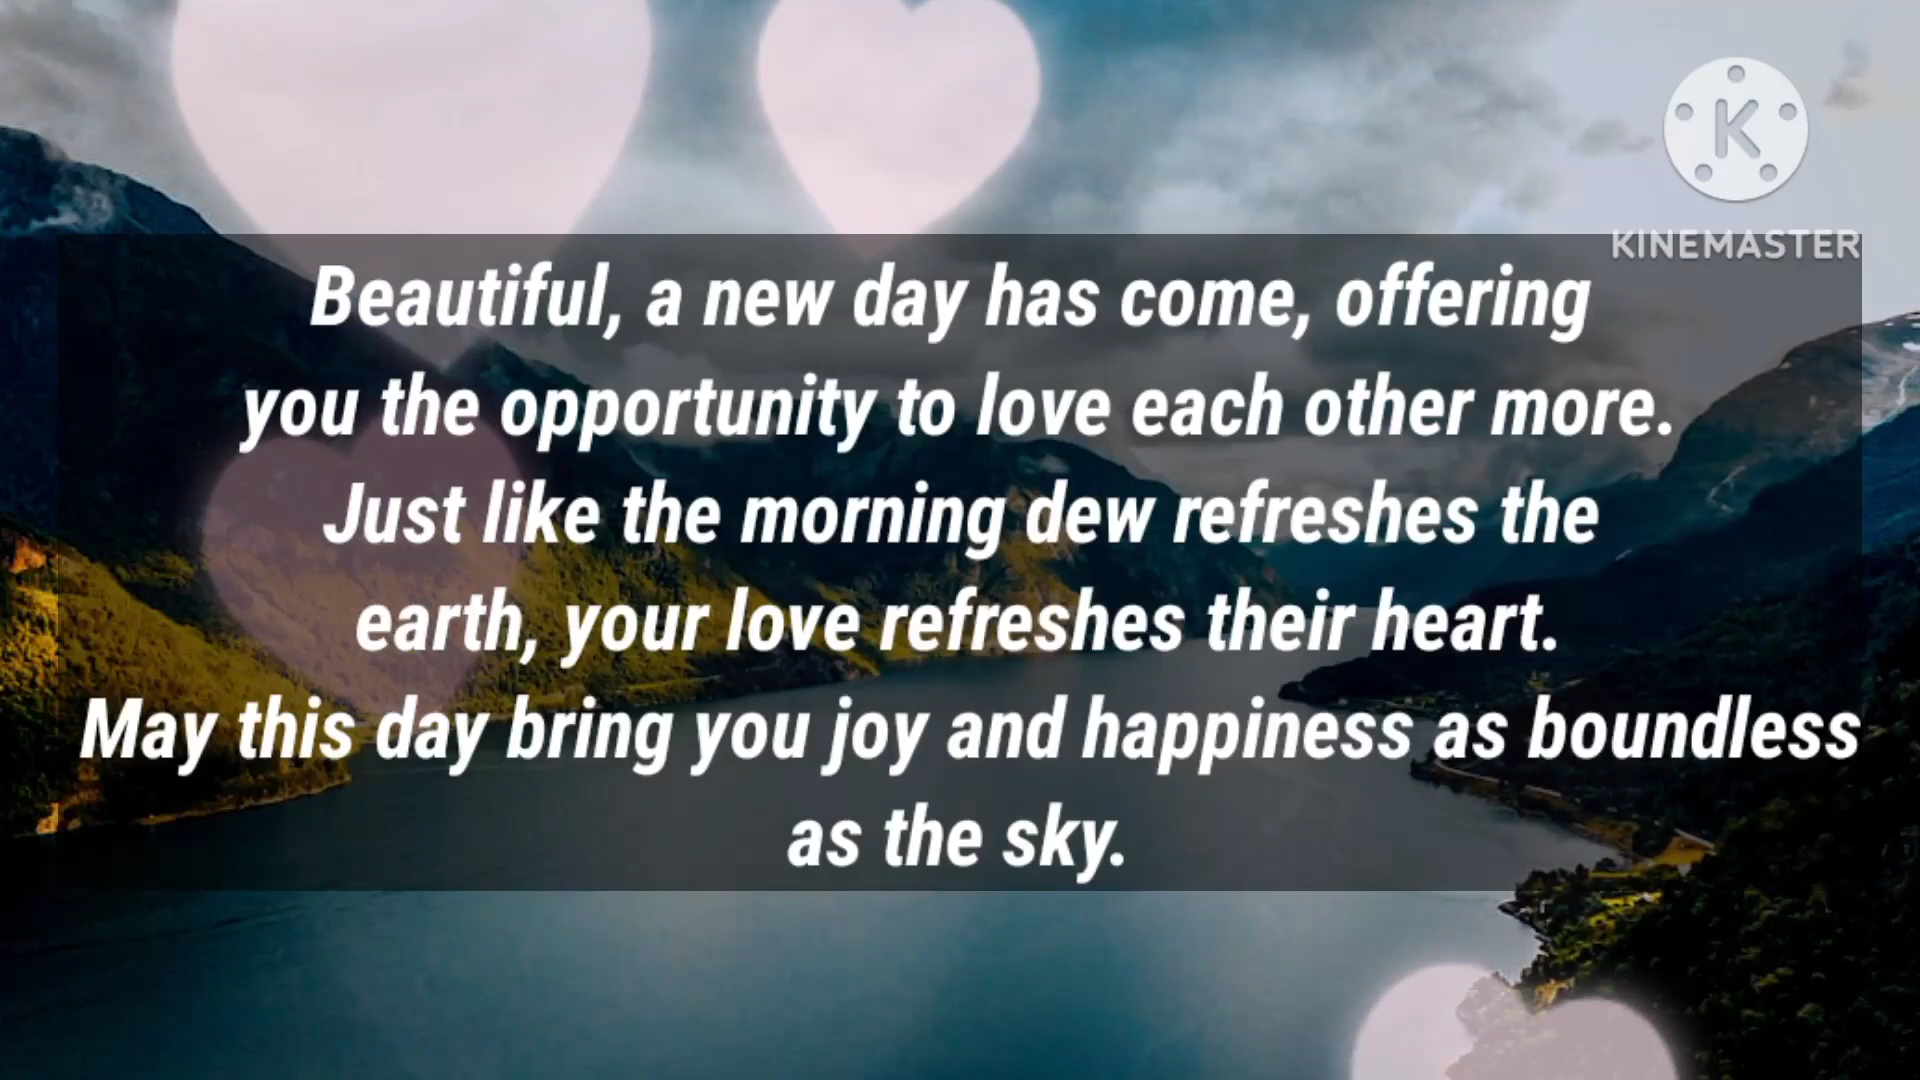 K
KINEMASTER
Beautiful, a new day has come, offering
you the opportunity to love each other more.
Just like the morning dew refreshes the
earth, your love refreshes their heart.
May this day bring you joy and happiness as boundless
as the sky.